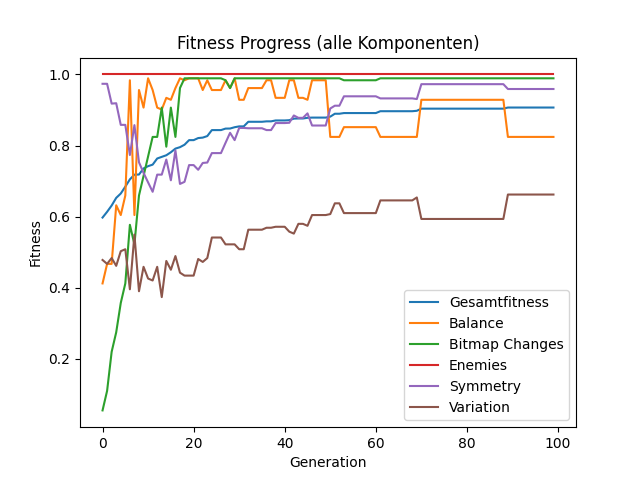 Fitness Progress (alle Komponenten)
1.0
0.8
0.6
0.4
0.2
Fitness
0 20 40 60 80 100
Generation
Gesamtfitness
Balance
Bitmap Changes
Enemies
Symmetry
Variation